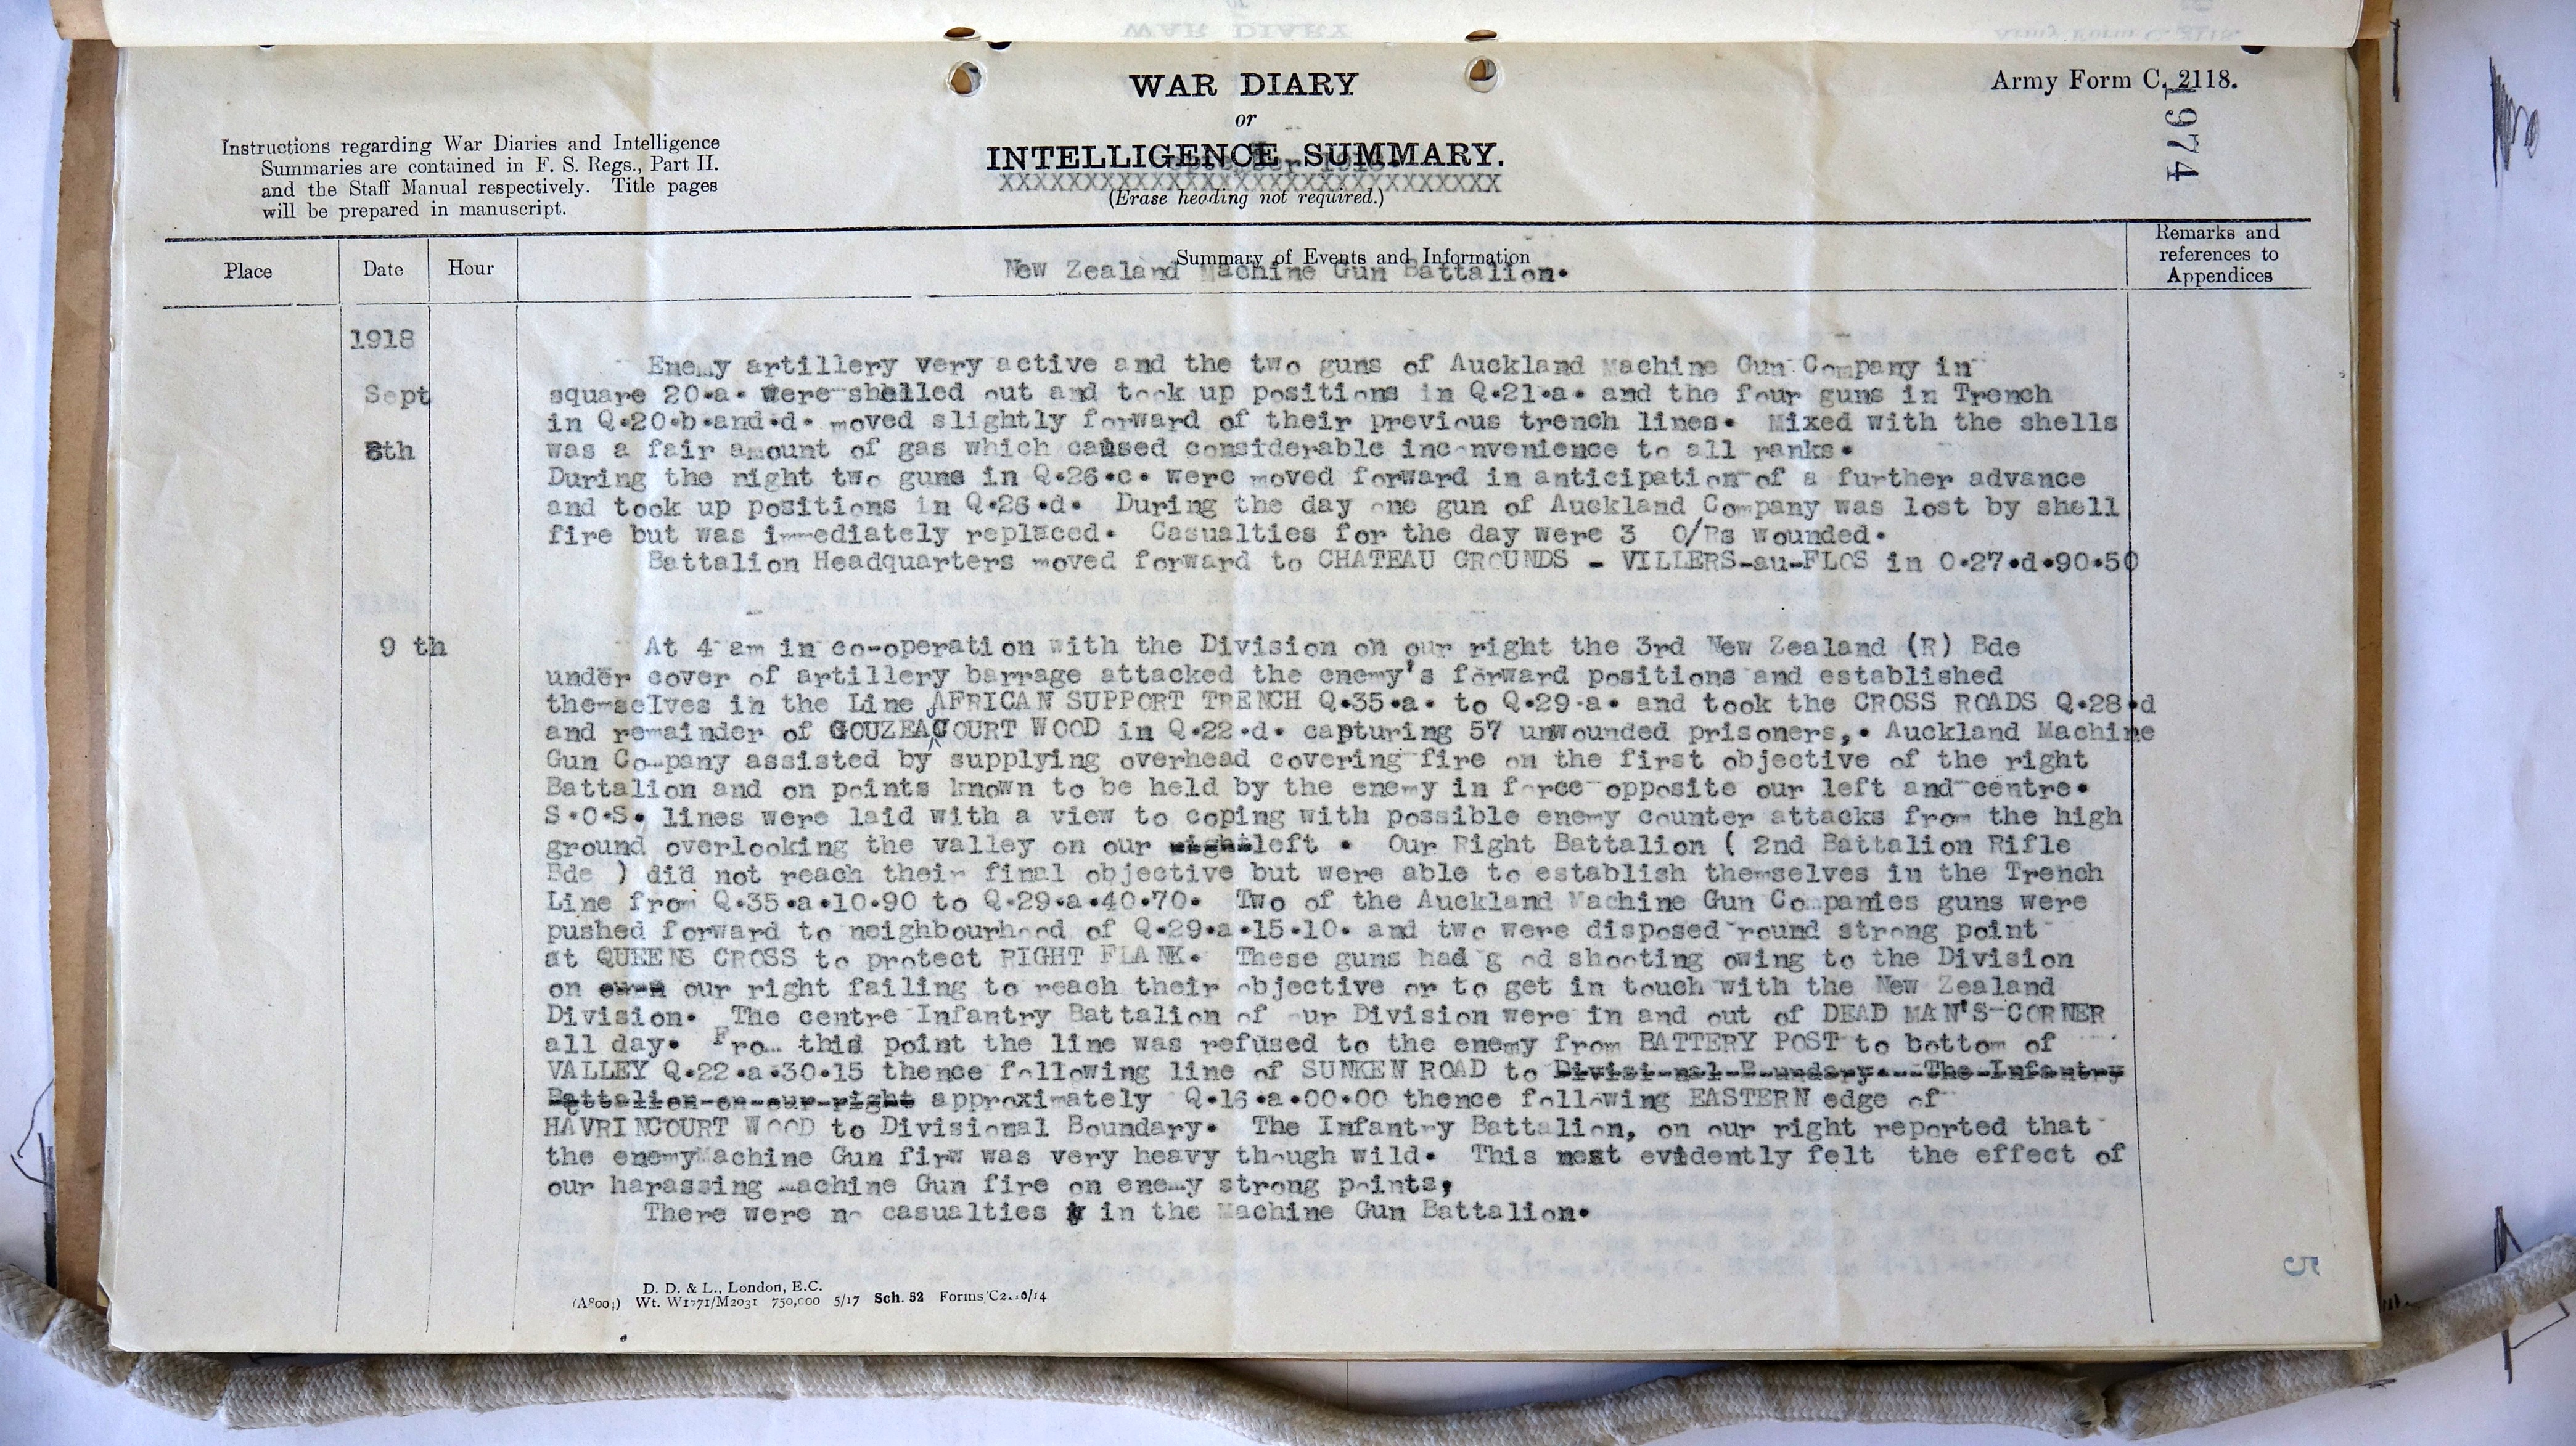 WAR DIARY
Army Form C. 2118.
or
1974
Instructions regarding War Diaries and Intelligence
Summaries are contained in F. S. Regs., Part II.
and the Staff Manual respectively. Title pages
will be prepared in manuscript.
INTELLIGENCE SUMMARY.
XXXXXXXXXXXXXXXXXXXXXXXXXXXXXX
(Erase heading not required.)
Place
Date
Hour
Summary of Events and Information
New Zealand Machine Gun Battalion.
Remarks and
references to
Appendices
1918
Enemy artillery very active and the two guns of Auckland Machine Gun Company in
Sept
square 20.a. were shelled out and took up positions in Q.21.a. and the four guns in Trench
in Q.20.b.and.d. moved slightly forward of their previous trench lines. Mixed with the shells
8th
was a fair amount of gas which caused considerable inconvenience to all ranks.
During the night two guns in Q.26.c. were moved forward in anticipation of a further advance
and took up positions in Q.26.d. During the day one gun of Auckland Company was lost by shell
fire but was immediately replaced. Casualties for the day were 3 O/Rs wounded.
Battalion Headquarters moved forward to CHATEAU GROUNDS - VILLERS-au-FLOS in O.27.d.90.50
9 th
At 4 am in co-operation with the Division on our right the 3rd New Zealand (R) Bde
under cover of artillery barrage attacked the enemy's forward positions and established
themselves in the Line AFRICAN SUPPORT TRENCH Q.35.a. to Q.29.a. and took the CROSS ROADS Q.28.d
and remainder of GOUZEACOURT WOOD in Q.22.d. capturing 57 unwounded prisoners,. Auckland Machine
Gun Company assisted by supplying overhead covering fire on the first objective of the right
Battalion and on points known to be held by the enemy in force opposite our left and centre.
S.O.S. lines were laid with a view to coping with possible enemy counter attacks from the high
ground overlooking the valley on our right left . Our Right Battalion ( 2nd Battalion Rifle
Bde ) did not reach their final objective but were able to establish themselves in the Trench
Line from Q.35.a.10.90 to Q.29.a.40.70. Two of the Auckland Machine Gun Companies guns were
pushed forward to neighbourhood of Q.29.a.15.10. and two were disposed round strong point
at QUEENS CROSS to protect RIGHT FLANK. These guns had g od shooting owing to the Division
on our right failing to reach their objective or to get in touch with the New Zealand
Division. The centre Infantry Battalion of our Division were in and out of DEAD MAN'S-CORNER
all day. From this point the line was refused to the enemy from BATTERY POST to bottom of
VALLEY Q.22.a.30.15 thence following line of SUNKEN ROAD to Divisional Boundary. The Infantry
Battalion on our right approximately Q.16.a.00.00 thence following EASTERN edge of
HAVRINCOURT WOOD to Divisional Boundary. The Infantry Battalion, on our right reported that
the enemyMachine Gun firw was very heavy though wild. This most evidently felt the effect of
our harassing machine Gun fire on enemy strong points,
There were no casualties in the Machine Gun Battalion.
5
D. D. & L., London, E.C.
Wt. W1771/M2031 750,000 5/17 Sch. 52